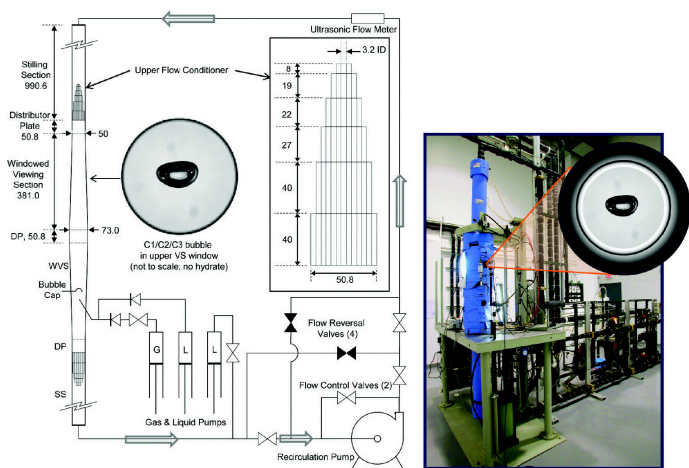 Ultrasonic Flow Meter
Stilling
Section
990.6
Upper Flow Conditioner
3.2 ID
8
19
22
27
40
40
50.8
Distributor
Plate
50.8
50
Windowed
Viewing
Section
381.0
DP, 50.8
73.0
C1/C2/C3 bubble
in upper VS window
(not to scale; no hydrate)
WVS
Bubble
Cap
DP
SS
G
L
L
Gas & Liquid Pumps
Flow Reversal
Valves (4)
Flow Control Valves (2)
Recirculation Pump